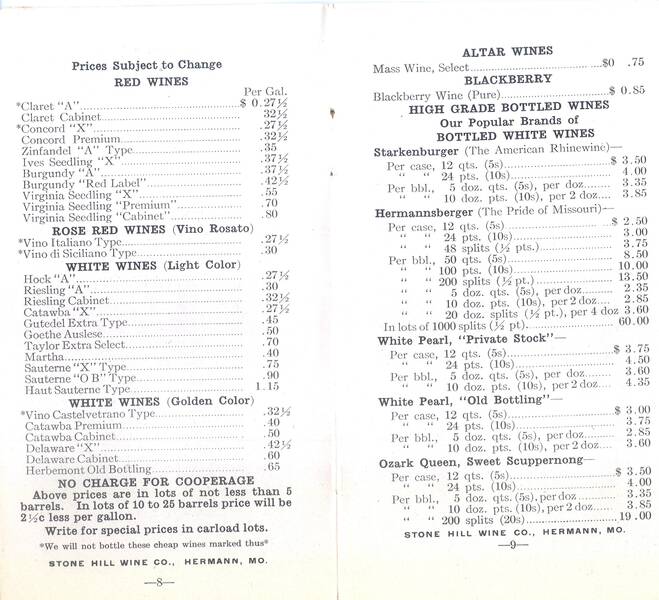 Prices Subject to Change
RED WINES
Per Gal.
*Claret "A" $ 0.27½
Claret Cabinet .32½
*Concord "X" .27½
Concord Premium .32½
Zinfandel "A" Type .35
Ives Seedling "X" .37½
Burgundy "A" .37½
Burgundy "Red Label" .42½
Virginia Seedling "X" .55
Virginia Seedling "Premium" .70
Virginia Seedling "Cabinet" .80
ROSE RED WINES (Vino Rosato)
*Vino Italiano Type .27½
*Vino di Siciliano Type .30
WHITE WINES (Light Color)
Hock "A" .27½
Riesling "A" .30
Riesling Cabinet .32½
Catawba "X" .27½
Gutedel Extra Type .45
Goethe Auslese .50
Taylor Extra Select .70
Martha .40
Sauterne "X" Type .75
Sauterne "O B" Type .90
Haut Sauterne Type 1.15
WHITE WINES (Golden Color)
*Vino Castelvetrano Type .32½
Catawba Premium .40
Catawba Cabinet .50
Delaware "X" .42½
Delaware Cabinet .60
Herbemont Old Bottling .65
NO CHARGE FOR COOPERAGE
Above prices are in lots of not less than 5
barrels. In lots of 10 to 25 barrels price will be
2½c less per gallon.
Write for special prices in carload lots.
*We will not bottle these cheap wines marked thus*
STONE HILL WINE CO., HERMANN, MO.
—8—
ALTAR WINES
Mass Wine, Select $0 .75
BLACKBERRY
Blackberry Wine (Pure) $ 0.85
HIGH GRADE BOTTLED WINES
Our Popular Brands of
BOTTLED WHITE WINES
Starkenburger (The American Rhinewine)—
Per case, 12 qts. (5s) $ 3.50
" " 24 pts. (10s) 4.00
Per bbl., 5 doz. qts. (5s), per doz 3.35
" " 10 doz. pts. (10s), per 2 doz 3.85
Hermannsberger (The Pride of Missouri)—
Per case, 12 qts. (5s) $ 2.50
" " 24 pts. (10s) 3.00
" " 48 splits (½ pts.) 3.75
Per bbl., 50 qts. (5s) 8.50
" " 100 pts. (10s) 10.00
" " 200 splits (½ pt.) 13.50
" " 5 doz. qts. (5s), per doz 2.35
" " 10 doz. pts. (10s), per 2 doz 2.85
" " 20 doz. splits (½ pt.), per 4 doz 3.60
In lots of 1000 splits (½ pt) 60.00
White Pearl, "Private Stock"—
Per case, 12 qts. (5s) $ 3.75
" " 24 pts. (10s) 4.50
Per bbl., 5 doz. qts. (5s), per doz 3.60
" " 10 doz. pts. (10s), per 2 doz 4.35
White Pearl, "Old Bottling"—
Per case, 12 qts. (5s) $ 3.00
" " 24 pts. (10s) 3.75
Per bbl., 5 doz. qts. (5s), per doz 2.85
" " 10 doz. pts. (10s), per 2 doz 3.60
Ozark Queen, Sweet Scuppernong—
Per case, 12 qts. (5s) $ 3.50
" " 24 pts. (10s) 4.00
Per bbl., 5 doz. qts. (5s), per doz 3.35
" " 10 doz. pts. (10s), per 2 doz 3.85
" " 200 splits (20s) 19.00
STONE HILL WINE CO., HERMANN, MO.
—9—